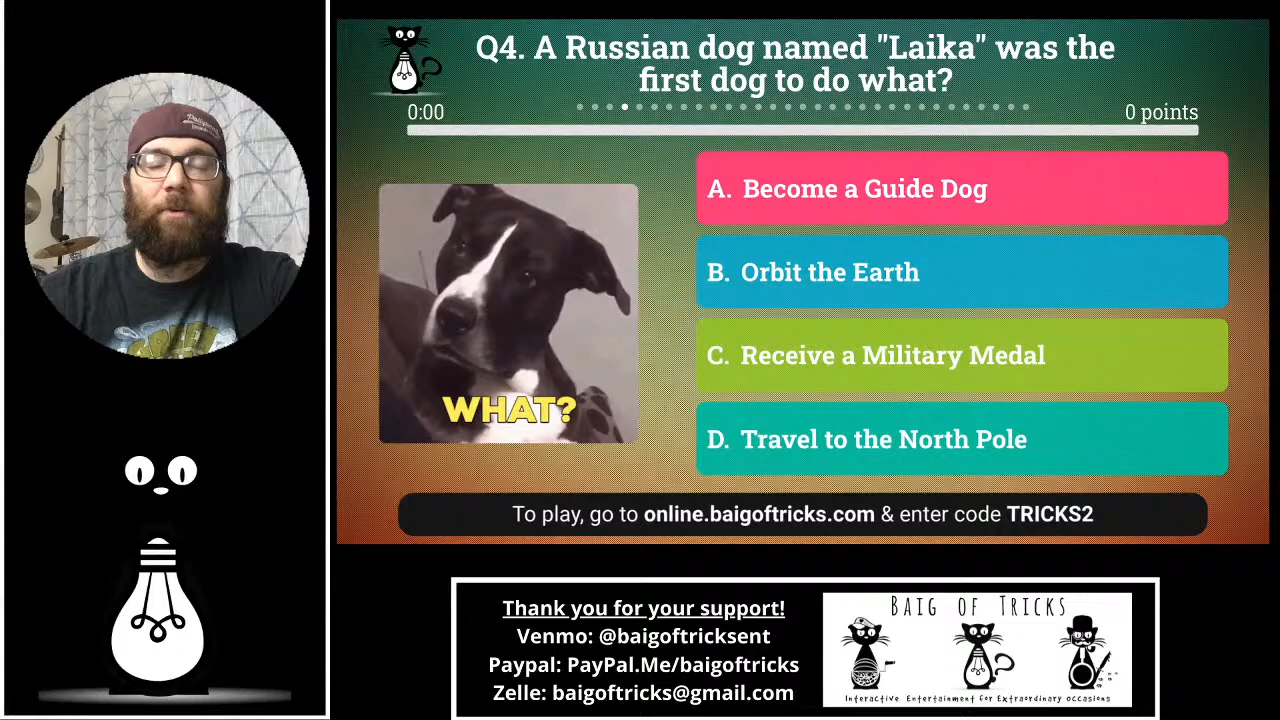 Q4. A Russian dog named "Laika" was the
first dog to do what?
0:00
0 points
A. Become a Guide Dog
B. Orbit the Earth
C. Receive a Military Medal
D. Travel to the North Pole
WHAT?
To play, go to online.baigoftricks.com & enter code TRICKS2
Thank you for your support!
Venmo: @baigoftricksent
Paypal: PayPal.Me/baigoftricks
Zelle: baigoftricks@gmail.com
BAIG OF TRICKS
Interactive Entertainment for Extraordinary occasions